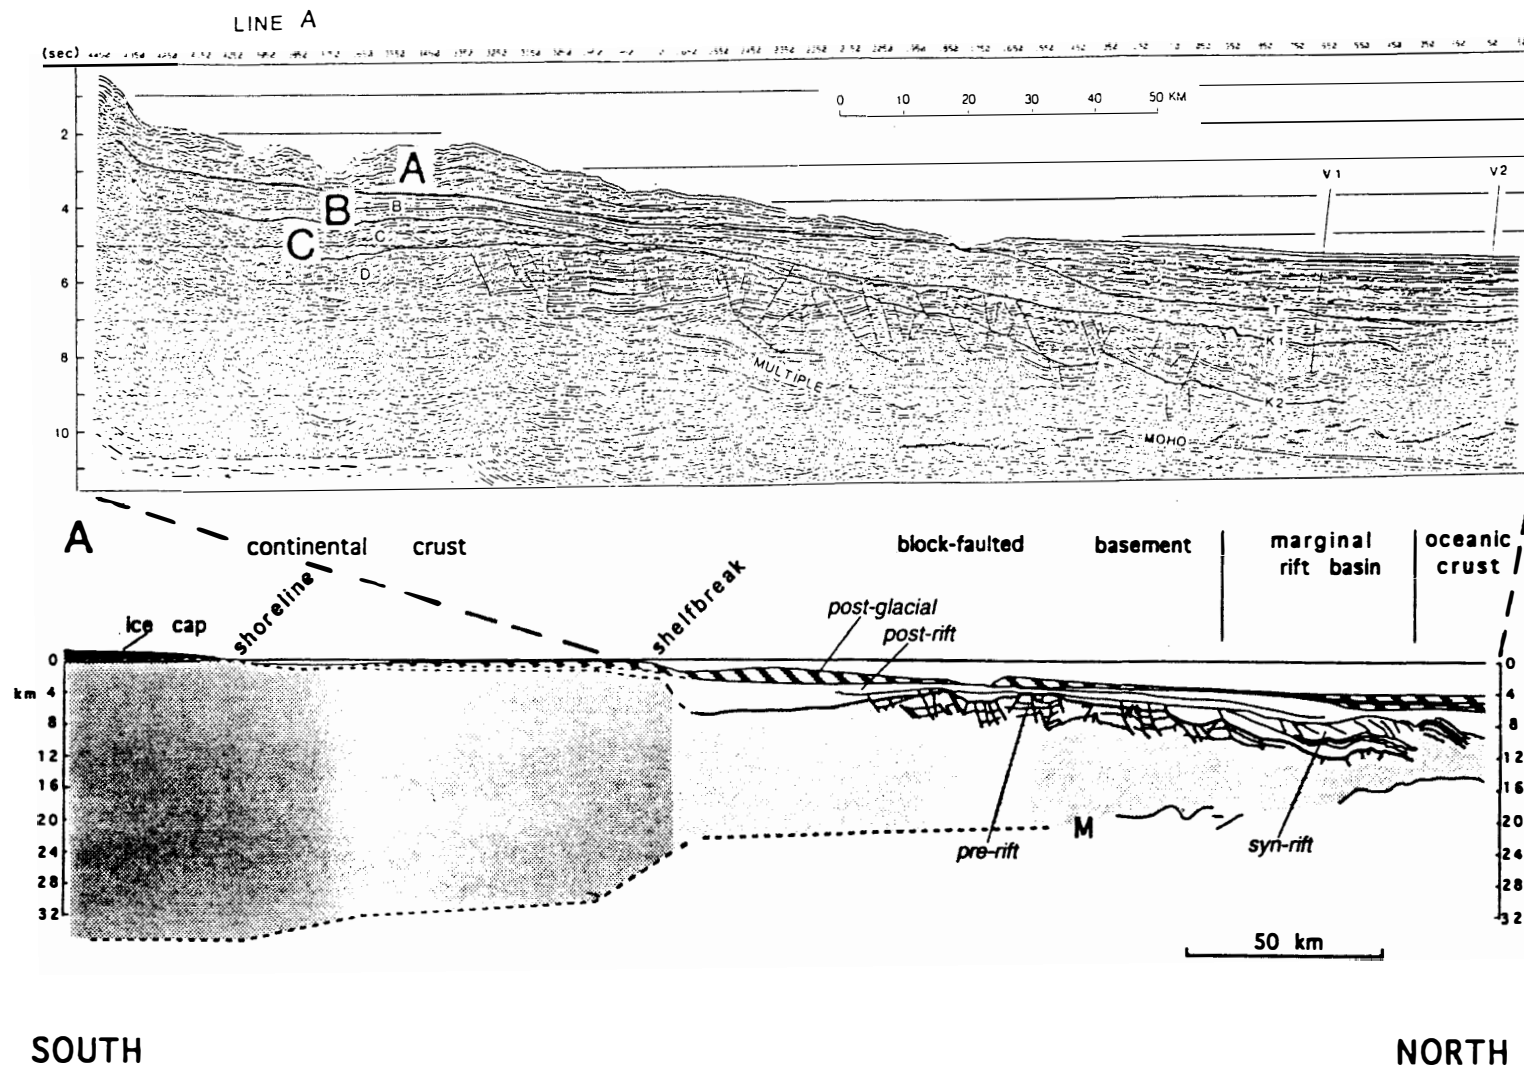 LINE A
(sec)
0 10 20 30 40 50 KM
2
V1
V2
A
B
B
4
C
C
D
6
T
K1
8
MULTIPLE
K2
10
MOHO
A
continental crust
block-faulted basement
marginal
rift basin
oceanic
crust
shoreline
shelfbreak
ice cap
post-glacial
post-rift
0
0
km
4
4
8
8
12
12
16
16
20
20
M
pre-rift
syn-rift
24
24
28
28
32
32
50 km
SOUTH
NORTH